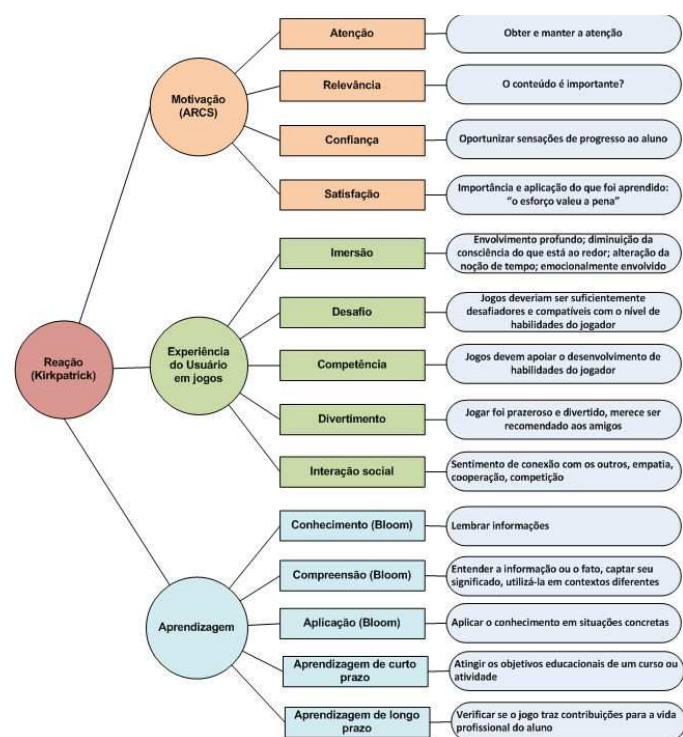 Atenção
Obter e manter a atenção
Relevância
O conteúdo é importante?
Motivação
(ARCS)
Confiança
Oportunizar sensações de progresso ao aluno
Satisfação
Importância e aplicação do que foi aprendido:
“o esforço valeu a pena”
Imersão
Envolvimento profundo; diminuição da
consciência do que está ao redor; alteração da
noção de tempo; emocionalmente envolvido
Desafio
Jogos deveriam ser suficientemente
desafiadores e compatíveis com o nível de
habilidades do jogador
Reação
(Kirkpatrick)
Experiência
do Usuário
em jogos
Competência
Jogos devem apoiar o desenvolvimento de
habilidades do jogador
Divertimento
Jogar foi prazeroso e divertido, merece ser
recomendado aos amigos
Interação social
Sentimento de conexão com os outros, empatia,
cooperação, competição
Conhecimento (Bloom)
Lembrar informações
Compreensão (Bloom)
Entender a informação ou o fato, captar seu
significado, utilizá-la em contextos diferentes
Aprendizagem
Aplicação (Bloom)
Aplicar o conhecimento em situações concretas
Aprendizagem de curto
prazo
Atingir os objetivos educacionais de um curso ou
atividade
Aprendizagem de longo
prazo
Verificar se o jogo traz contribuições para a vida
profissional do aluno